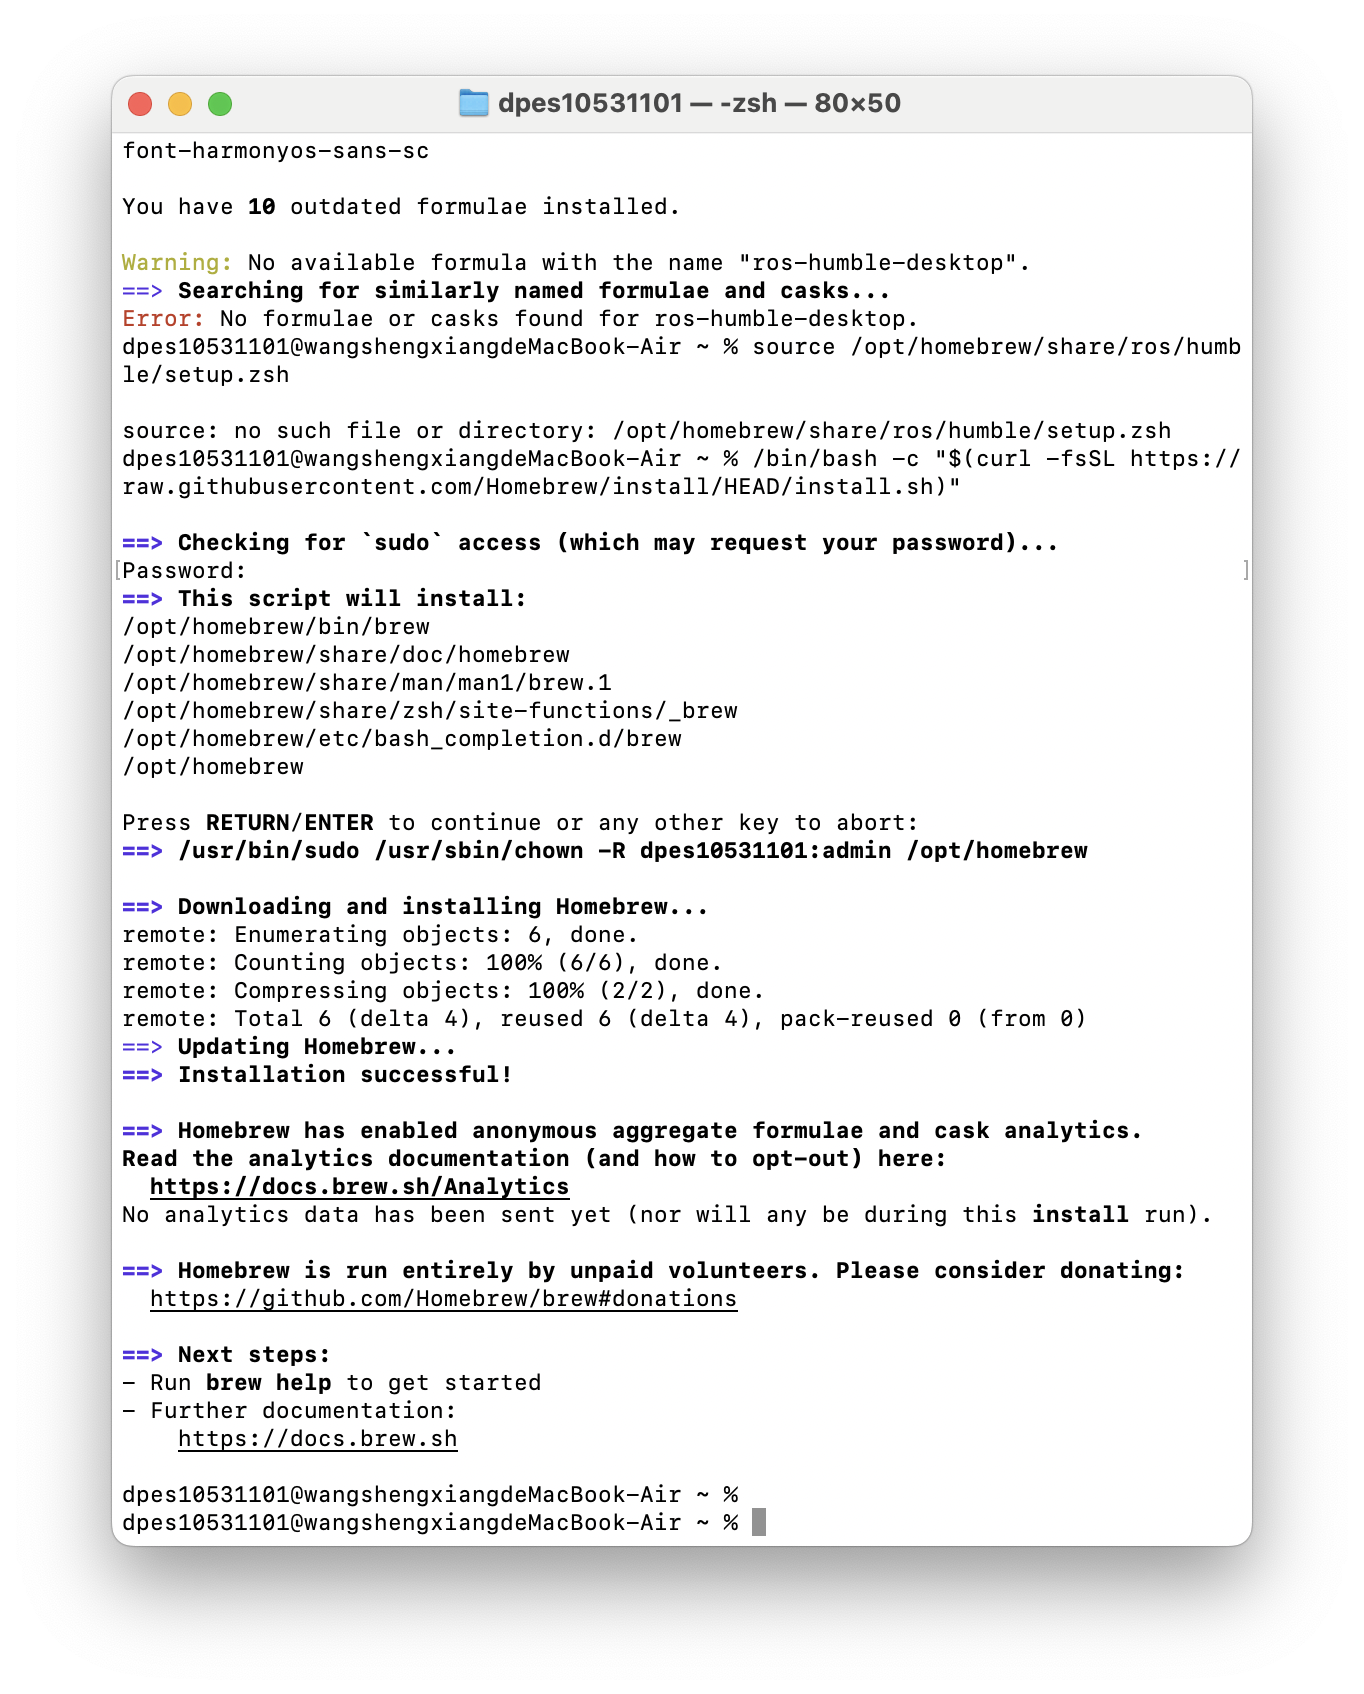 dpes10531101 — -zsh — 80×50
font-harmonyos-sans-sc
You have 10 outdated formulae installed.
Warning: No available formula with the name "ros-humble-desktop".
==> Searching for similarly named formulae and casks...
Error: No formulae or casks found for ros-humble-desktop.
dpes10531101@wangshengxiangdeMacBook-Air ~ % source /opt/homebrew/share/ros/humb
le/setup.zsh
source: no such file or directory: /opt/homebrew/share/ros/humble/setup.zsh
dpes10531101@wangshengxiangdeMacBook-Air ~ % /bin/bash -c "$(curl -fsSL https://
raw.githubusercontent.com/Homebrew/install/HEAD/install.sh)"
==> Checking for `sudo` access (which may request your password)...
[Password: ]
==> This script will install:
/opt/homebrew/bin/brew
/opt/homebrew/share/doc/homebrew
/opt/homebrew/share/man/man1/brew.1
/opt/homebrew/share/zsh/site-functions/_brew
/opt/homebrew/etc/bash_completion.d/brew
/opt/homebrew
Press RETURN/ENTER to continue or any other key to abort:
==> /usr/bin/sudo /usr/sbin/chown -R dpes10531101:admin /opt/homebrew
==> Downloading and installing Homebrew...
remote: Enumerating objects: 6, done.
remote: Counting objects: 100% (6/6), done.
remote: Compressing objects: 100% (2/2), done.
remote: Total 6 (delta 4), reused 6 (delta 4), pack-reused 0 (from 0)
==> Updating Homebrew...
==> Installation successful!
==> Homebrew has enabled anonymous aggregate formulae and cask analytics.
Read the analytics documentation (and how to opt-out) here:
https://docs.brew.sh/Analytics
No analytics data has been sent yet (nor will any be during this install run).
==> Homebrew is run entirely by unpaid volunteers. Please consider donating:
https://github.com/Homebrew/brew#donations
==> Next steps:
- Run brew help to get started
- Further documentation:
https://docs.brew.sh
dpes10531101@wangshengxiangdeMacBook-Air ~ %
dpes10531101@wangshengxiangdeMacBook-Air ~ %